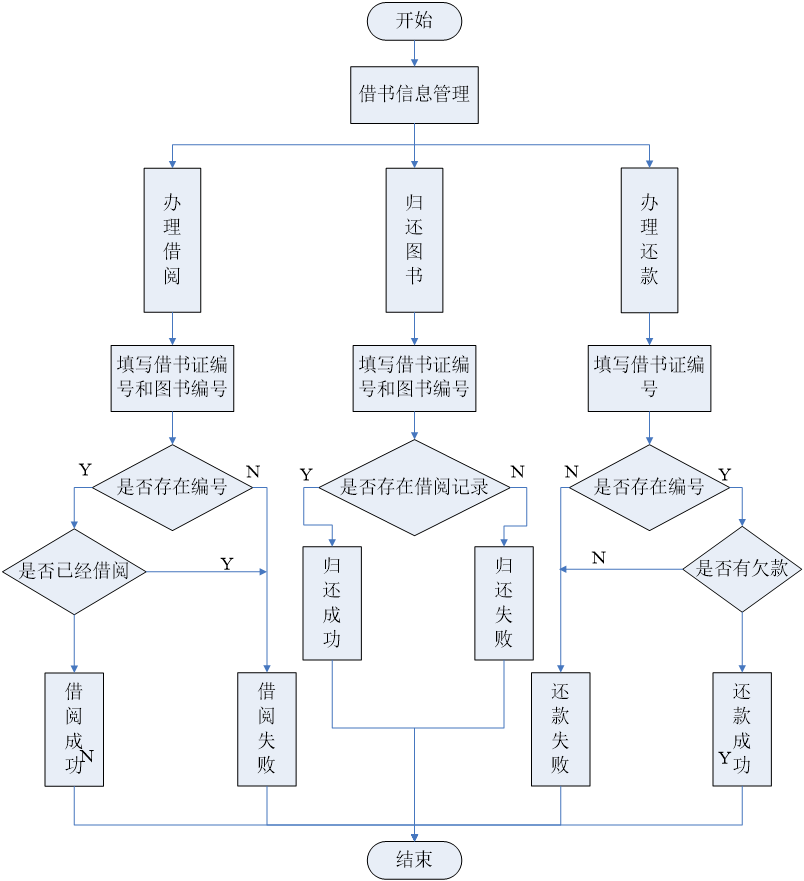 开始
借书信息管理
办
理
借
阅
归
还
图
书
办
理
还
款
填写借书证编
号和图书编号
填写借书证编
号和图书编号
填写借书证编
号
Y
是否存在编号
N
Y
是否存在借阅记录
N
N
是否存在编号
Y
是否已经借阅
Y
归
还
成
功
归
还
失
败
N
是否有欠款
借
阅
成
功
N
借
阅
失
败
还
款
失
败
还
款
成
功
Y
结束